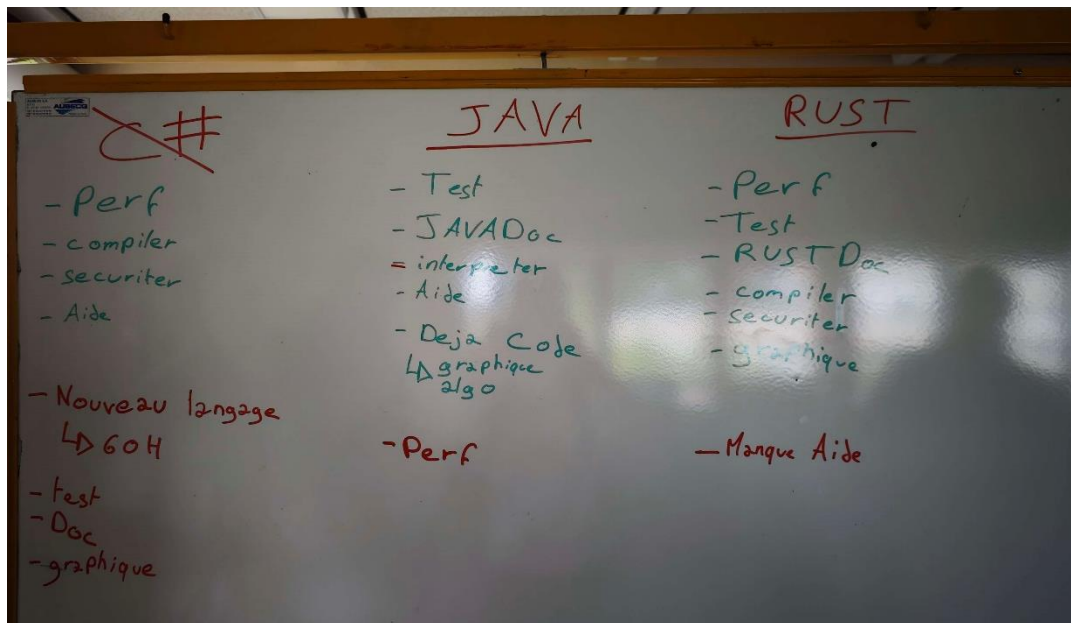 C#
- Perf
- compiler
- securiter
- Aide
- Nouveau langage
↳ 60H
- test
- Doc
- graphique
JAVA
- Test
- JAVADoc
- interpreter
- Aide
- Deja Code
↳ graphique
algo
- Perf
RUST
- Perf
- Test
- RUSTDoc
- compiler
- securiter
- graphique
- Manque Aide